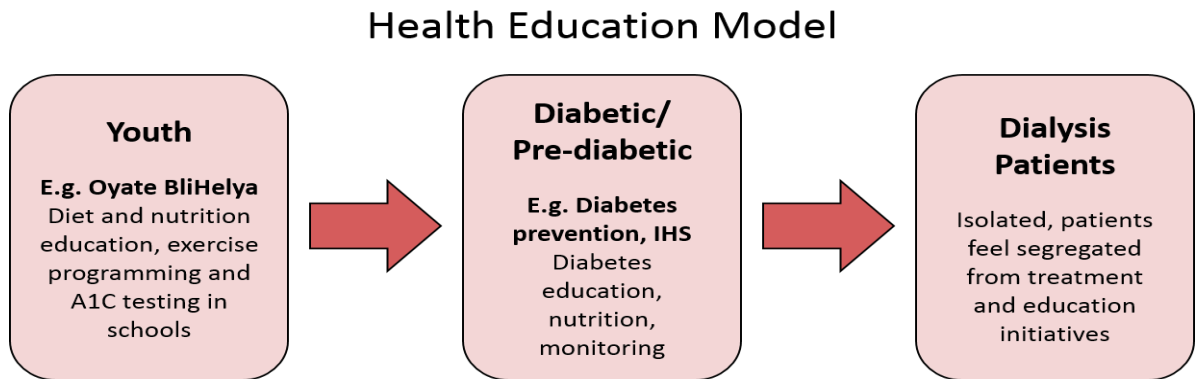 Health Education Model
Youth
E.g. Oyate BliHelya
Diet and nutrition
education, exercise
programming and
A1C testing in
schools
Diabetic/
Pre-diabetic
E.g. Diabetes
prevention, IHS
Diabetes
education,
nutrition,
monitoring
Dialysis
Patients
Isolated, patients
feel segregated
from treatment
and education
initiatives